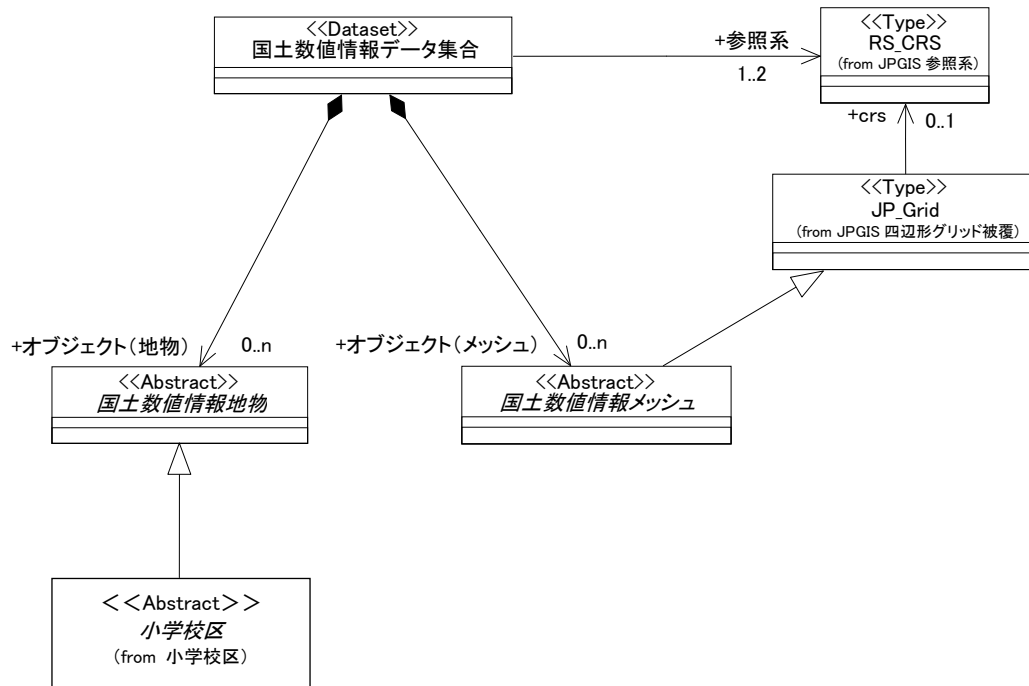 <<Dataset>>
国土数値情報データ集合
+参照系
1..2
<<Type>>
RS_CRS
(from JPGIS 参照系)
+crs
0..1
<<Type>>
JP_Grid
(from JPGIS 四辺形グリッド被覆)
+オブジェクト(地物)
0..n
+オブジェクト(メッシュ)
0..n
<<Abstract>>
国土数値情報地物
<<Abstract>>
国土数値情報メッシュ
<<Abstract>>
小学校区
(from 小学校区)